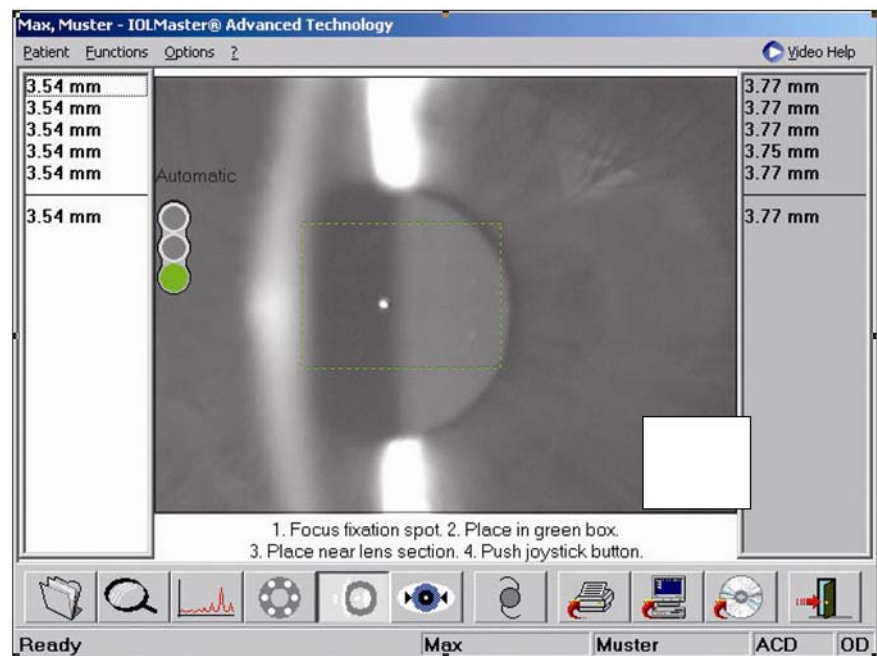 Max, Muster - IOLMaster® Advanced Technology
Patient Functions Options ?
Video Help
3.54 mm
3.54 mm
3.54 mm
3.54 mm
3.54 mm
3.54 mm
Automatic
3.77 mm
3.77 mm
3.77 mm
3.75 mm
3.77 mm
3.77 mm
1. Focus fixation spot. 2. Place in green box.
3. Place near lens section. 4. Push joystick button.
Ready Max Muster ACD OD